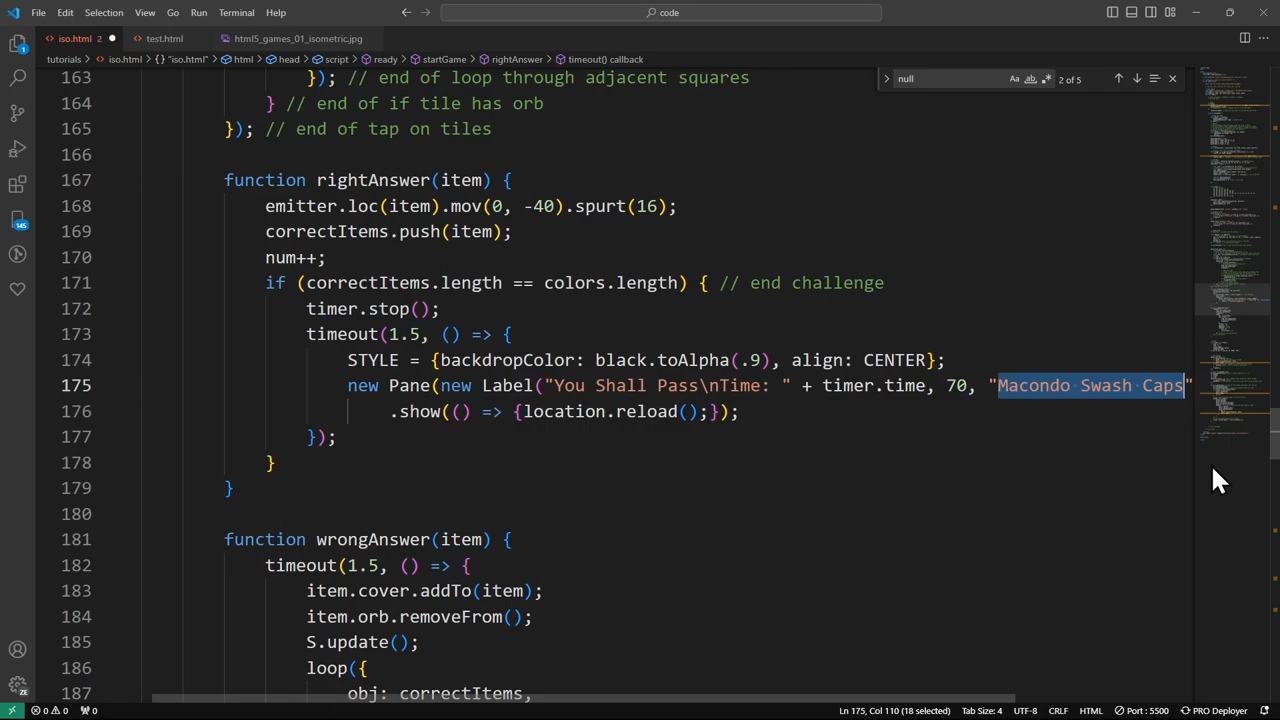 File Edit Selection View Go Run Terminal Help
code
iso.html 2
test.html
html5_games_01_isometric.jpg
tutorials > iso.html > "iso.html" > html > head > script > ready > startGame > rightAnswer > timeout() callback
null
Aa ab .*
2 of 5
163 }); // end of loop through adjacent squares
164 } // end of if tile has orb
165 }); // end of tap on tiles
166
167 function rightAnswer(item) {
168 emitter.loc(item).mov(0, -40).spurt(16);
169 correctItems.push(item);
170 num++;
171 if (correctItems.length == colors.length) { // end challenge
172 timer.stop();
173 timeout(1.5, () => {
174 STYLE = {backdropColor: black.toAlpha(.9), align: CENTER};
175 new Pane(new Label("You Shall Pass\nTime: " + timer.time, 70, "Macondo Swash Caps"
176 .show(() => {location.reload();});
177 });
178 }
179 }
180
181 function wrongAnswer(item) {
182 timeout(1.5, () => {
183 item.cover.addTo(item);
184 item.orb.removeFrom();
185 S.update();
186 loop({
187 obj: correctItems,
1
145
ZE
0 0 0
Ln 175, Col 110 (18 selected) Tab Size: 4 UTF-8 CRLF HTML Port : 5500 PRO Deployer